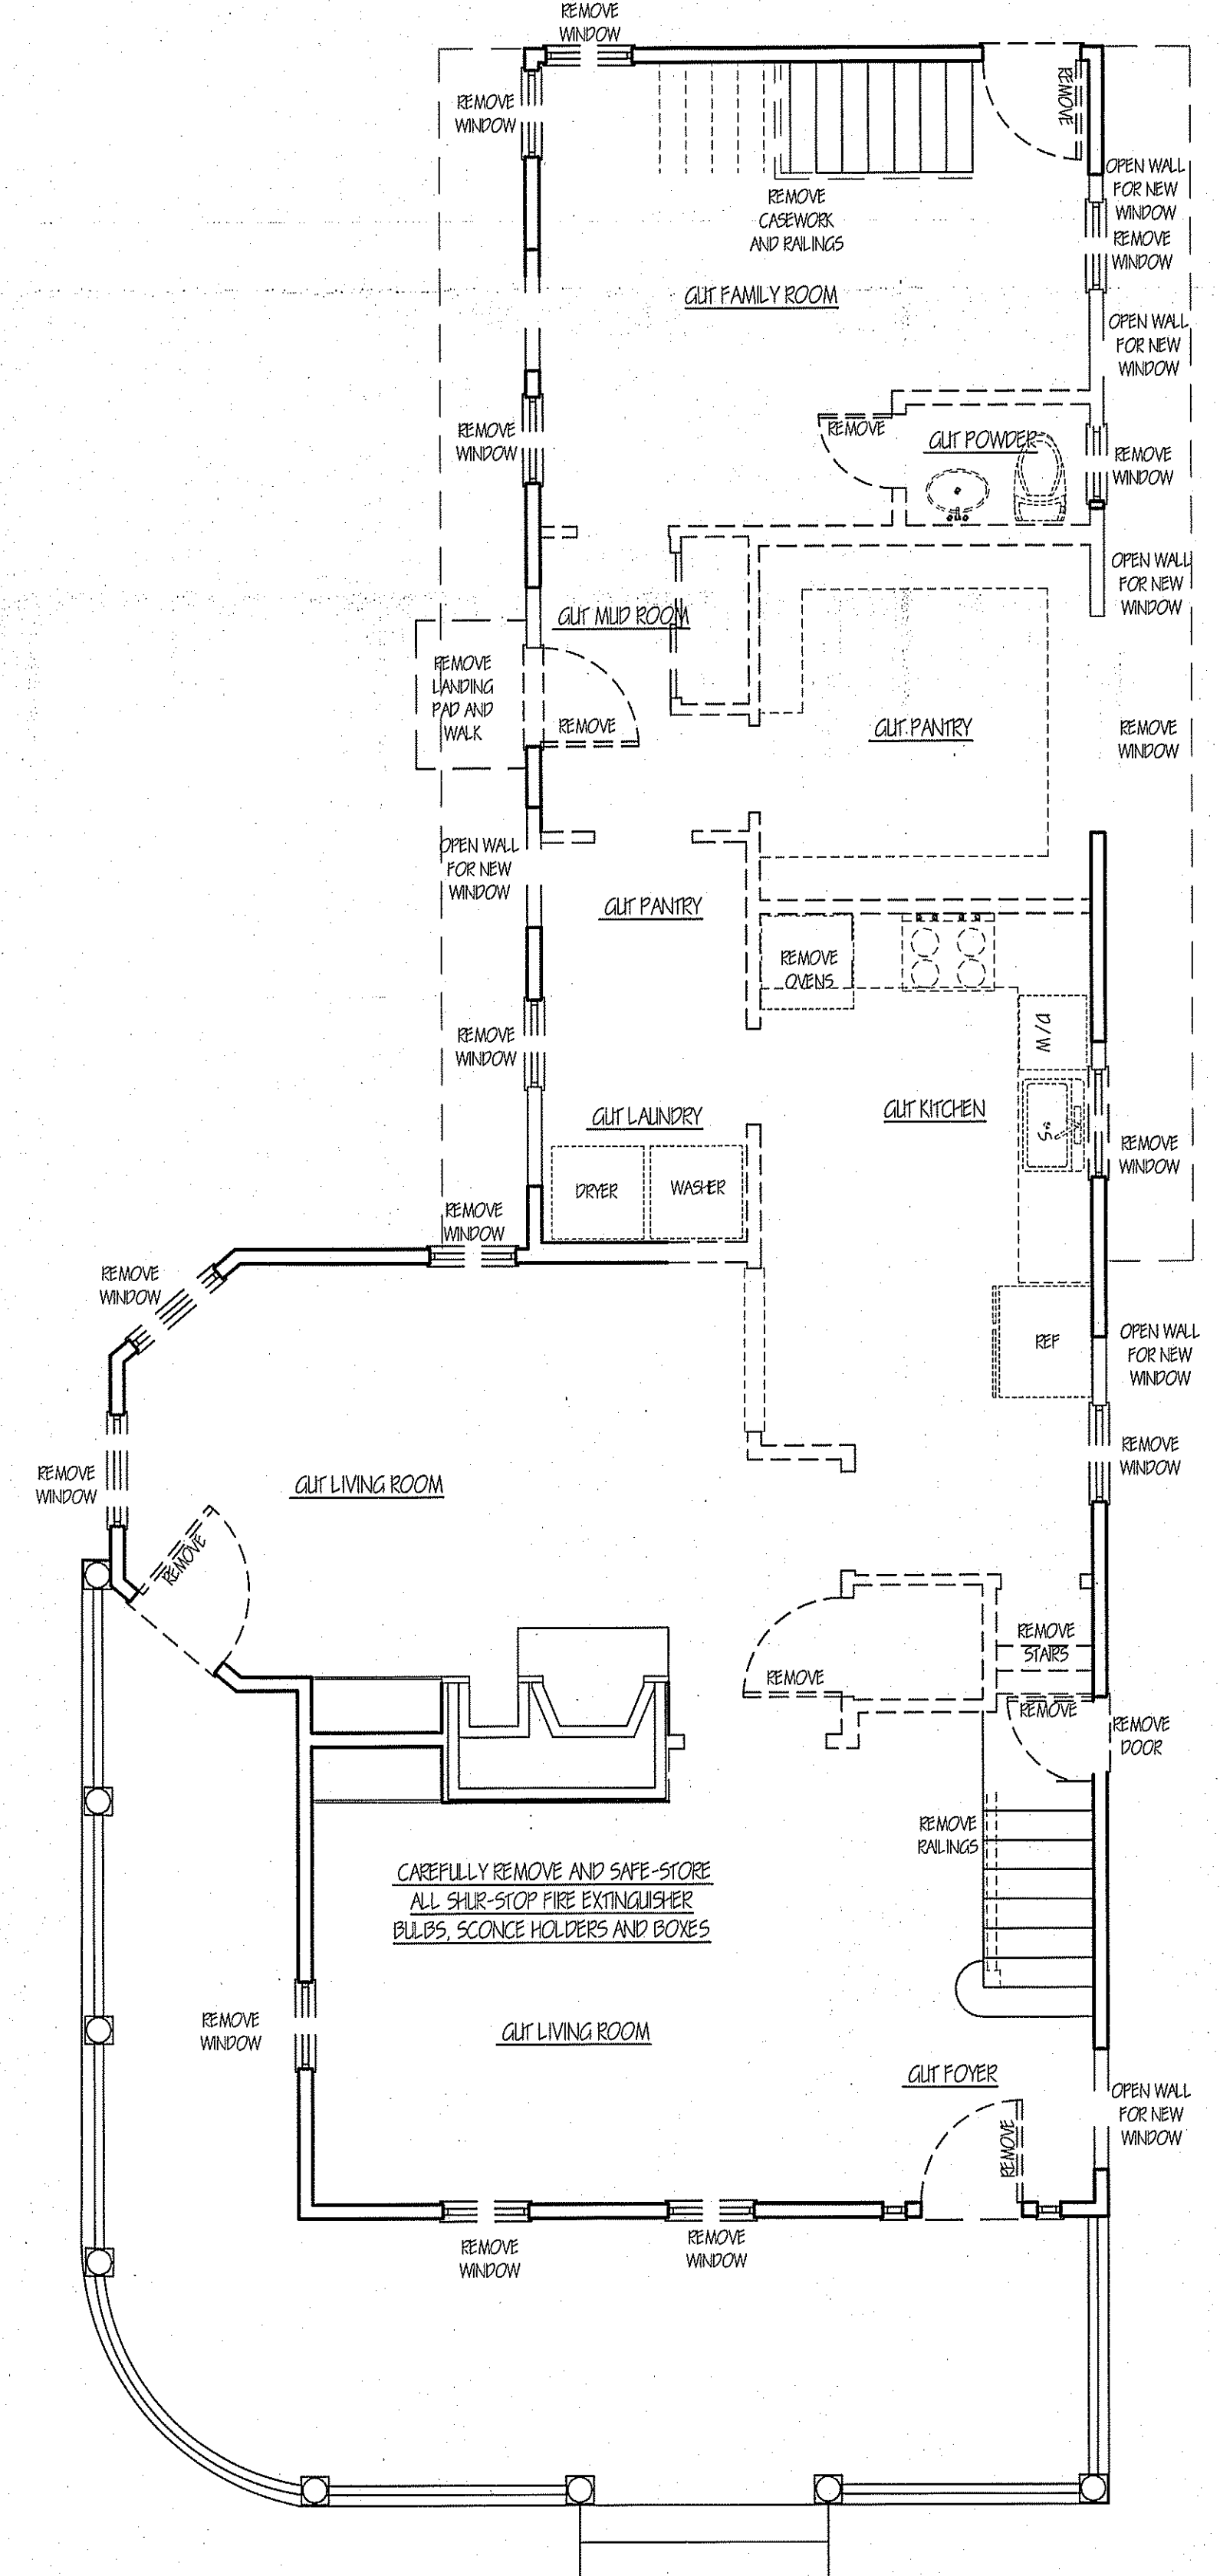 REMOVE
WINDOW
REMOVE
WINDOW
REMOVE
OPEN WALL
FOR NEW
WINDOW
REMOVE
WINDOW
REMOVE
CASEWORK
AND RAILINGS
GUT FAMILY ROOM
OPEN WALL
FOR NEW
WINDOW
REMOVE
WINDOW
REMOVE
GUT POWDER
REMOVE
WINDOW
OPEN WALL
FOR NEW
WINDOW
GUT MUD ROOM
REMOVE
LANDING
PAD AND
WALK
REMOVE
GUT PANTRY
REMOVE
WINDOW
OPEN WALL
FOR NEW
WINDOW
GUT PANTRY
REMOVE
OVENS
D/W
REMOVE
WINDOW
GUT LAUNDRY
GUT KITCHEN
REMOVE
WINDOW
DRYER
WASHER
REMOVE
WINDOW
REMOVE
WINDOW
REF
OPEN WALL
FOR NEW
WINDOW
REMOVE
WINDOW
REMOVE
WINDOW
GUT LIVING ROOM
REMOVE
REMOVE
STAIRS
REMOVE
REMOVE
REMOVE
DOOR
REMOVE
RAILINGS
CAREFULLY REMOVE AND SAFE-STORE
ALL SHUR-STOP FIRE EXTINGUISHER
BULBS, SCONCE HOLDERS AND BOXES
REMOVE
WINDOW
GUT LIVING ROOM
GUT FOYER
OPEN WALL
FOR NEW
WINDOW
REMOVE
REMOVE
WINDOW
REMOVE
WINDOW